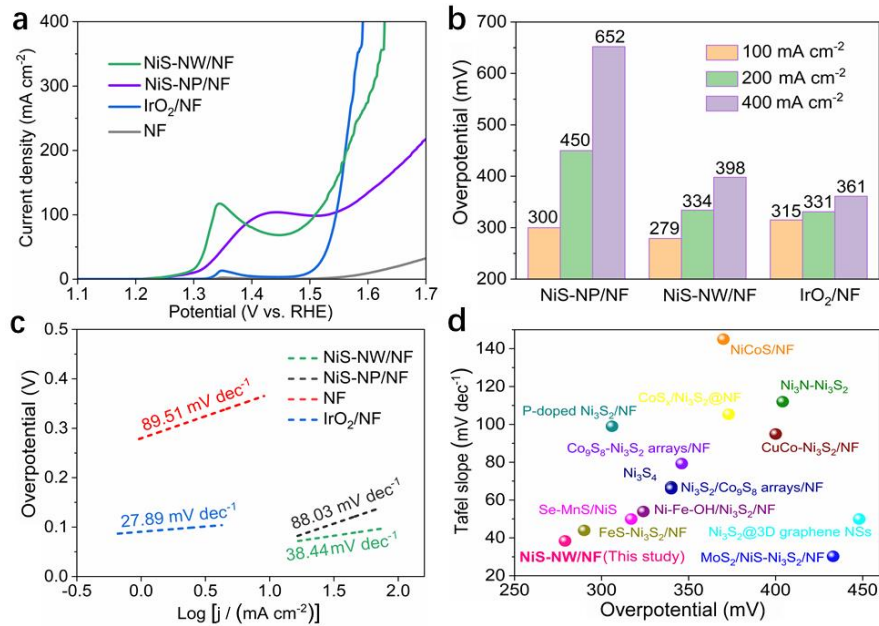 a
Current density (mA cm⁻²)
400
300
200
100
0
NiS-NW/NF
NiS-NP/NF
IrO₂/NF
NF
1.1 1.2 1.3 1.4 1.5 1.6 1.7
Potential (V vs. RHE)
b
Overpotential (mV)
700
600
500
400
300
200
100 mA cm⁻²
200 mA cm⁻²
400 mA cm⁻²
300 450 652
279 334 398
315 331 361
NiS-NP/NF NiS-NW/NF IrO₂/NF
c
Overpotential (V)
0.5
0.4
0.3
0.2
0.1
0.0
NiS-NW/NF
NiS-NP/NF
NF
IrO₂/NF
89.51 mV dec⁻¹
27.89 mV dec⁻¹
88.03 mV dec⁻¹
38.44 mV dec⁻¹
-0.5 0.0 0.5 1.0 1.5 2.0
Log [j / (mA cm⁻²)]
d
Tafel slope (mV dec⁻¹)
140
120
100
80
60
40
20
NiCoS/NF
Ni₃N-Ni₃S₂
CoSₓ/Ni₃S₂@NF
P-doped Ni₃S₂/NF
CuCo-Ni₃S₂/NF
Co₉S₈-Ni₃S₂ arrays/NF
Ni₃S₄
Ni₃S₂/Co₉S₈ arrays/NF
Se-MnS/NiS
Ni-Fe-OH/Ni₃S₂/NF
FeS-Ni₃S₂/NF
Ni₃S₂@3D graphene NSs
NiS-NW/NF (This study)
MoS₂/NiS-Ni₃S₂/NF
250 300 350 400 450
Overpotential (mV)